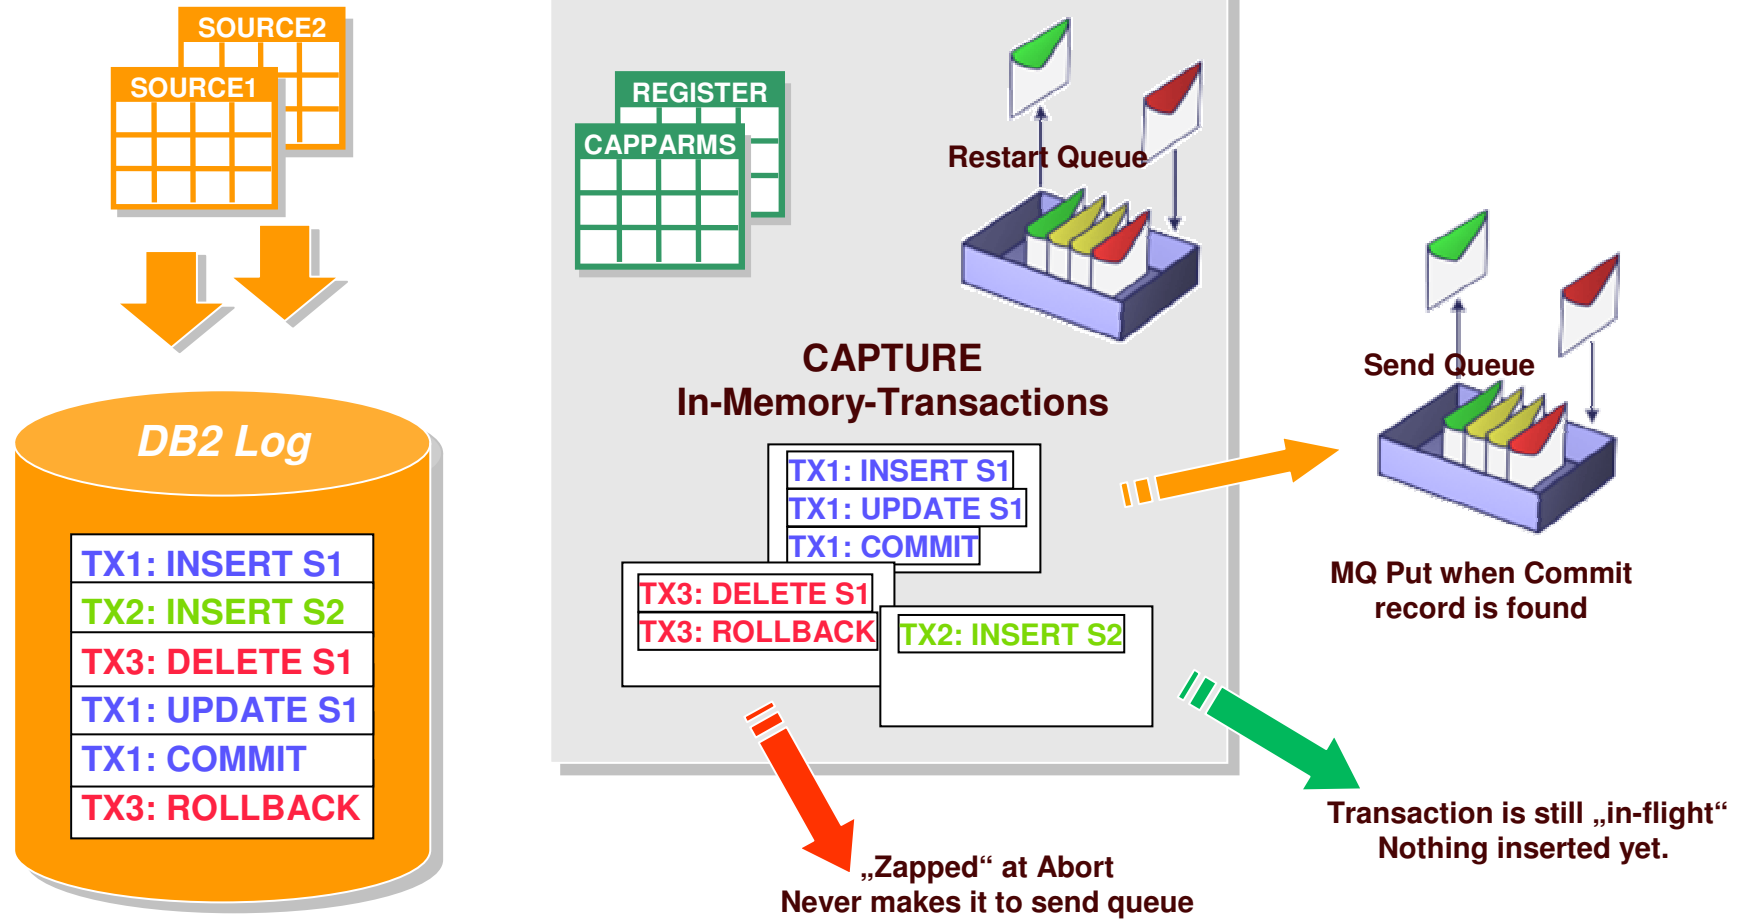 SOURCE2
SOURCE1
DB2 Log
TX1: INSERT S1
TX2: INSERT S2
TX3: DELETE S1
TX1: UPDATE S1
TX1: COMMIT
TX3: ROLLBACK
REGISTER
CAPPARMS
Restart Queue
CAPTURE
In-Memory-Transactions
TX1: INSERT S1
TX1: UPDATE S1
TX1: COMMIT
TX3: DELETE S1
TX3: ROLLBACK
TX2: INSERT S2
Send Queue
MQ Put when Commit
record is found
Transaction is still „in-flight“
Nothing inserted yet.
„Zapped“ at Abort
Never makes it to send queue